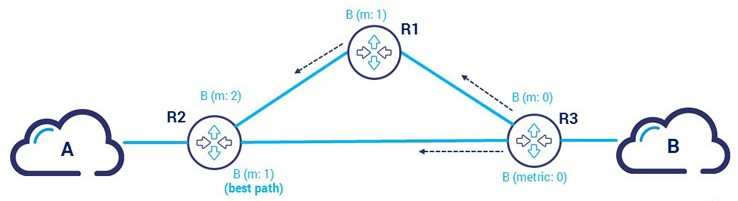 B (m: 1)
R1
B (m: 2)
B (m: 0)
R2
R3
A
B
B (m: 1)
(best path)
B (metric: 0)